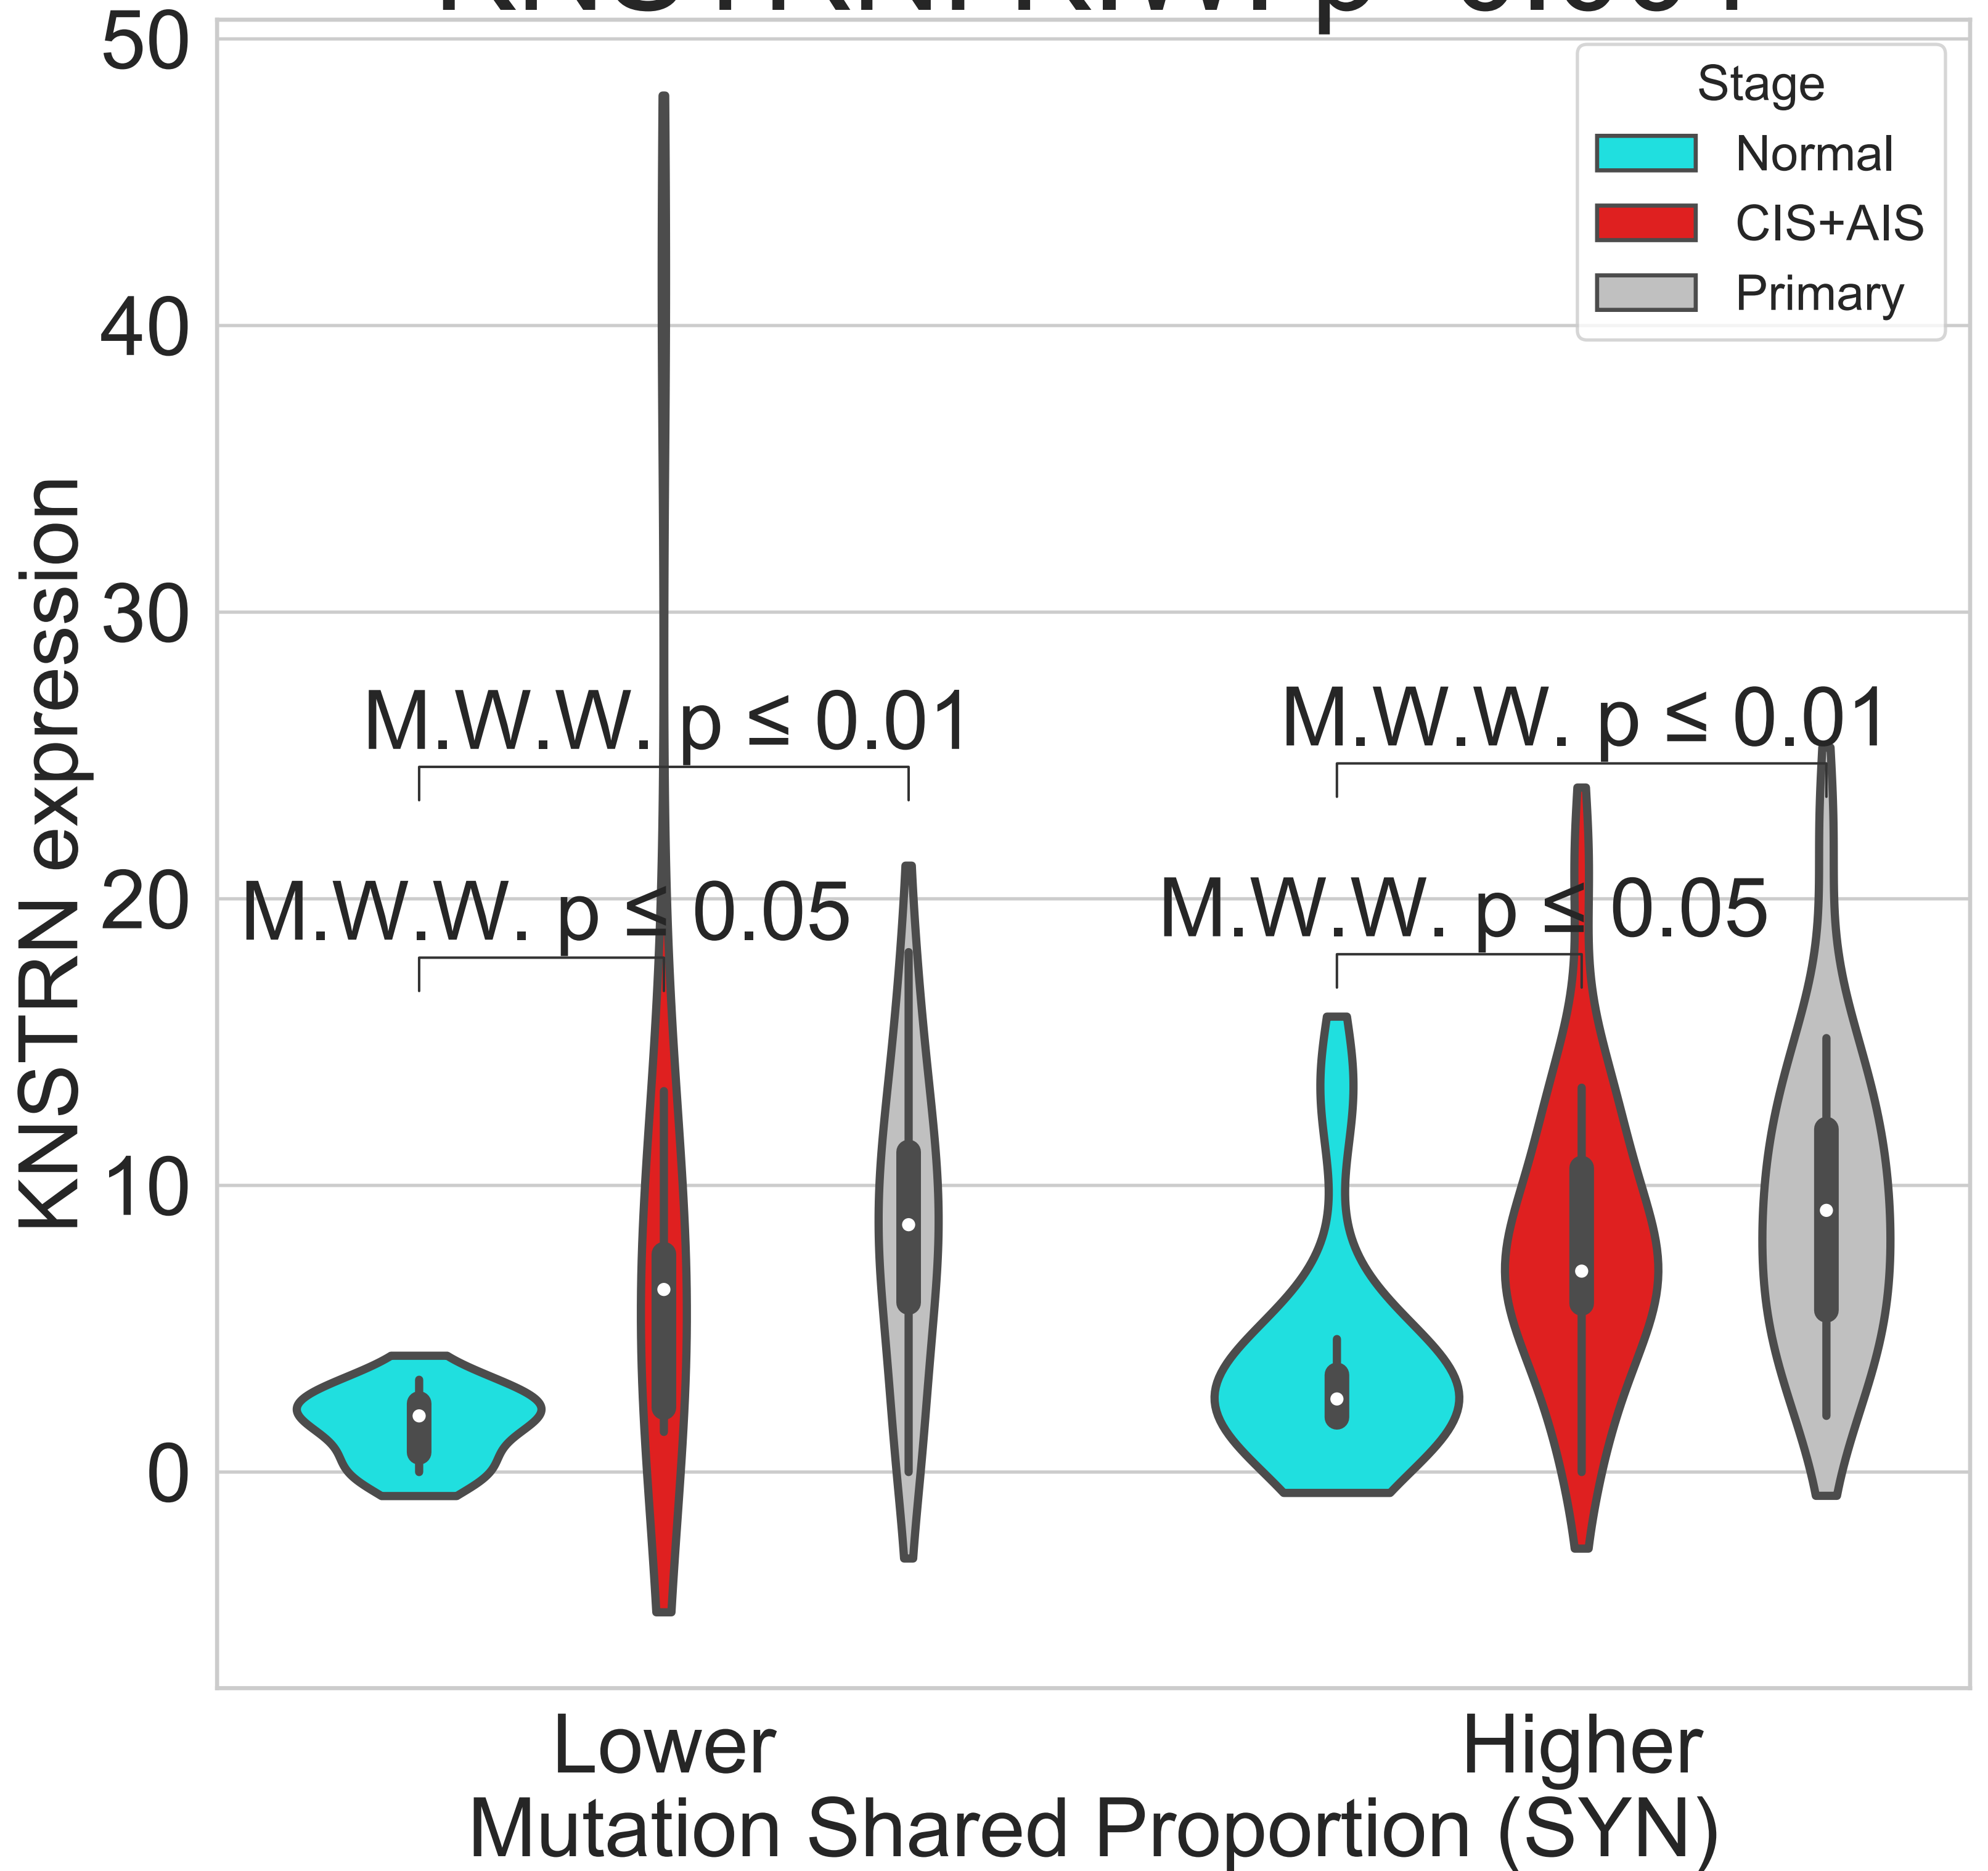 50
Stage
Normal
CIS+AIS
Primary
40
30
20
10
0
KNSTRN expression
M.W.W. p ≤ 0.01
M.W.W. p ≤ 0.01
M.W.W. p ≤ 0.05
M.W.W. p ≤ 0.05
Lower
Higher
Mutation Shared Proportion (SYN)